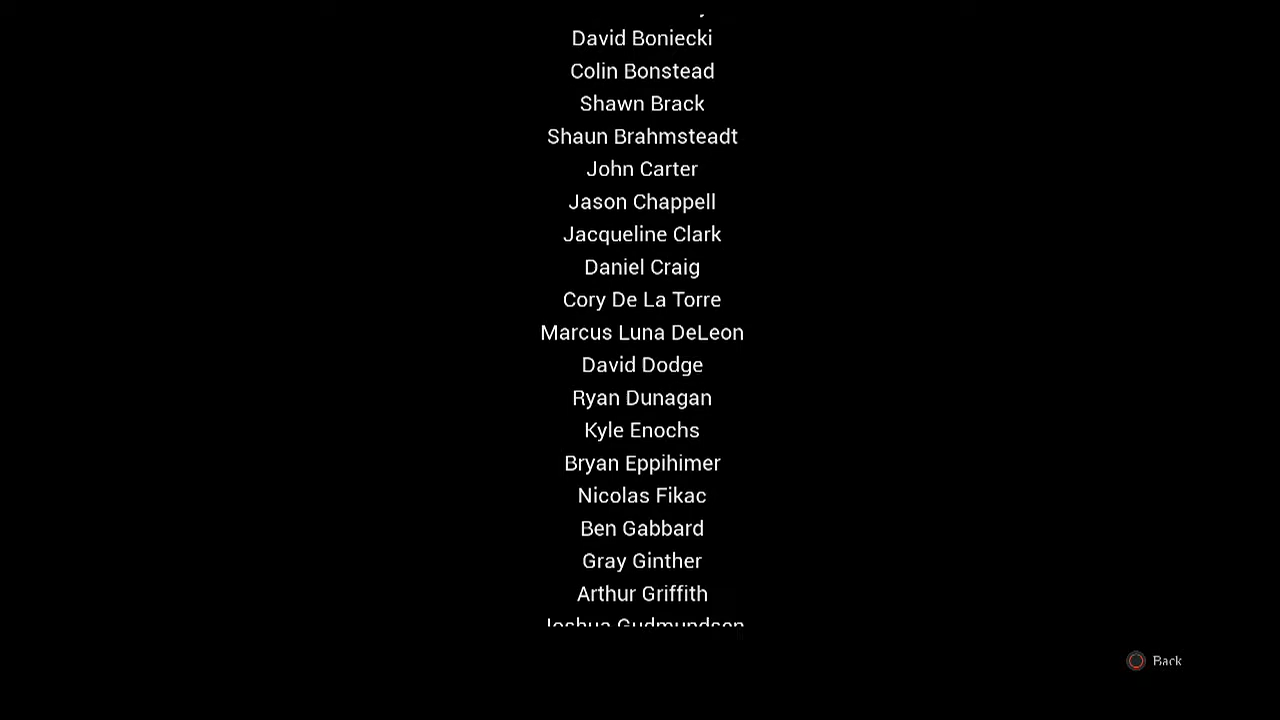 David Boniecki
Colin Bonstead
Shawn Brack
Shaun Brahmsteadt
John Carter
Jason Chappell
Jacqueline Clark
Daniel Craig
Cory De La Torre
Marcus Luna DeLeon
David Dodge
Ryan Dunagan
Kyle Enochs
Bryan Eppihimer
Nicolas Fikac
Ben Gabbard
Gray Ginther
Arthur Griffith
Joshua Gudmundson
Back